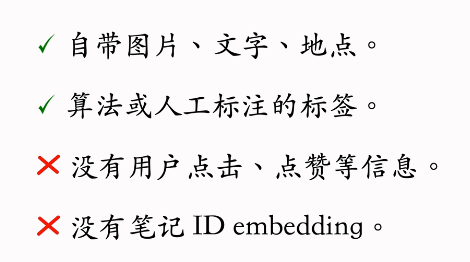 ✓ 自带图片、文字、地点。
✓ 算法或人工标注的标签。
✕ 没有用户点击、点赞等信息。
✕ 没有笔记 ID embedding。